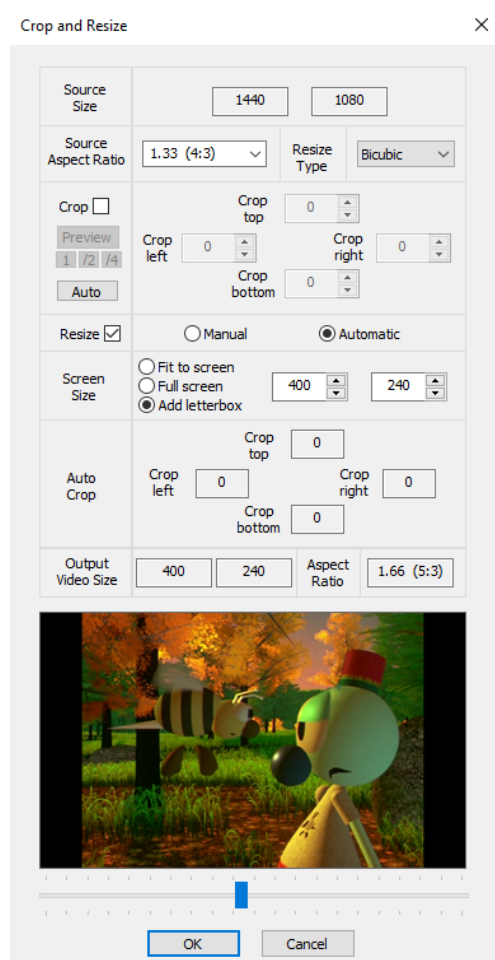 Crop and Resize
Source Size 1440 1080
Source Aspect Ratio 1.33 (4:3) Resize Type Bicubic
Crop
Crop top 0
Preview
1 /2 /4
Crop left 0 Crop right 0
Auto
Crop bottom 0
Resize Manual Automatic
Screen Size
Fit to screen
Full screen
Add letterbox
400 240
Auto Crop
Crop top 0
Crop left 0 Crop right 0
Crop bottom 0
Output Video Size 400 240 Aspect Ratio 1.66 (5:3)
OK Cancel